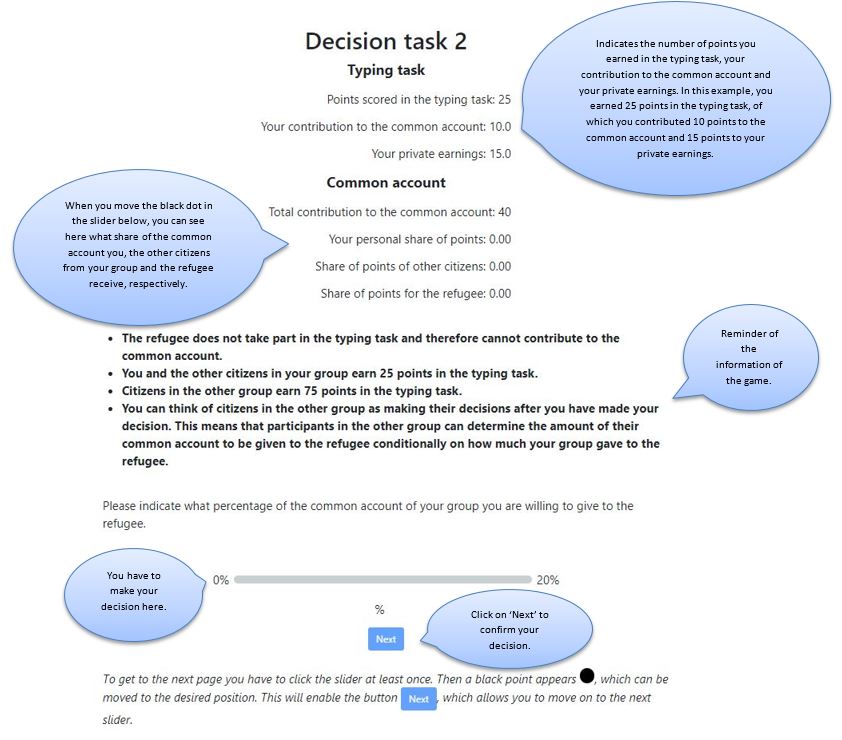 Decision task 2
Typing task
Points scored in the typing task: 25
Your contribution to the common account: 10.0
Your private earnings: 15.0
Indicates the number of points you
earned in the typing task, your
contribution to the common account and
your private earnings. In this example, you
earned 25 points in the typing task, of
which you contributed 10 points to the
common account and 15 points to your
private earnings.
Common account
Total contribution to the common account: 40
Your personal share of points: 0.00
Share of points of other citizens: 0.00
Share of points for the refugee: 0.00
When you move the black dot in
the slider below, you can see
here what share of the common
account you, the other citizens
from your group and the refugee
receive, respectively.
• The refugee does not take part in the typing task and therefore cannot contribute to the
common account.
• You and the other citizens in your group earn 25 points in the typing task.
• Citizens in the other group earn 75 points in the typing task.
• You can think of citizens in the other group as making their decisions after you have made your
decision. This means that participants in the other group can determine the amount of their
common account to be given to the refugee conditionally on how much your group gave to the
refugee.
Reminder of
the
information of
the game.
Please indicate what percentage of the common account of your group you are willing to give to the
refugee.
You have to
make your
decision here.
0% 20%
%
Next
Click on ‘Next’ to
confirm your
decision.
To get to the next page you have to click the slider at least once. Then a black point appears , which can be
moved to the desired position. This will enable the button Next , which allows you to move on to the next
slider.